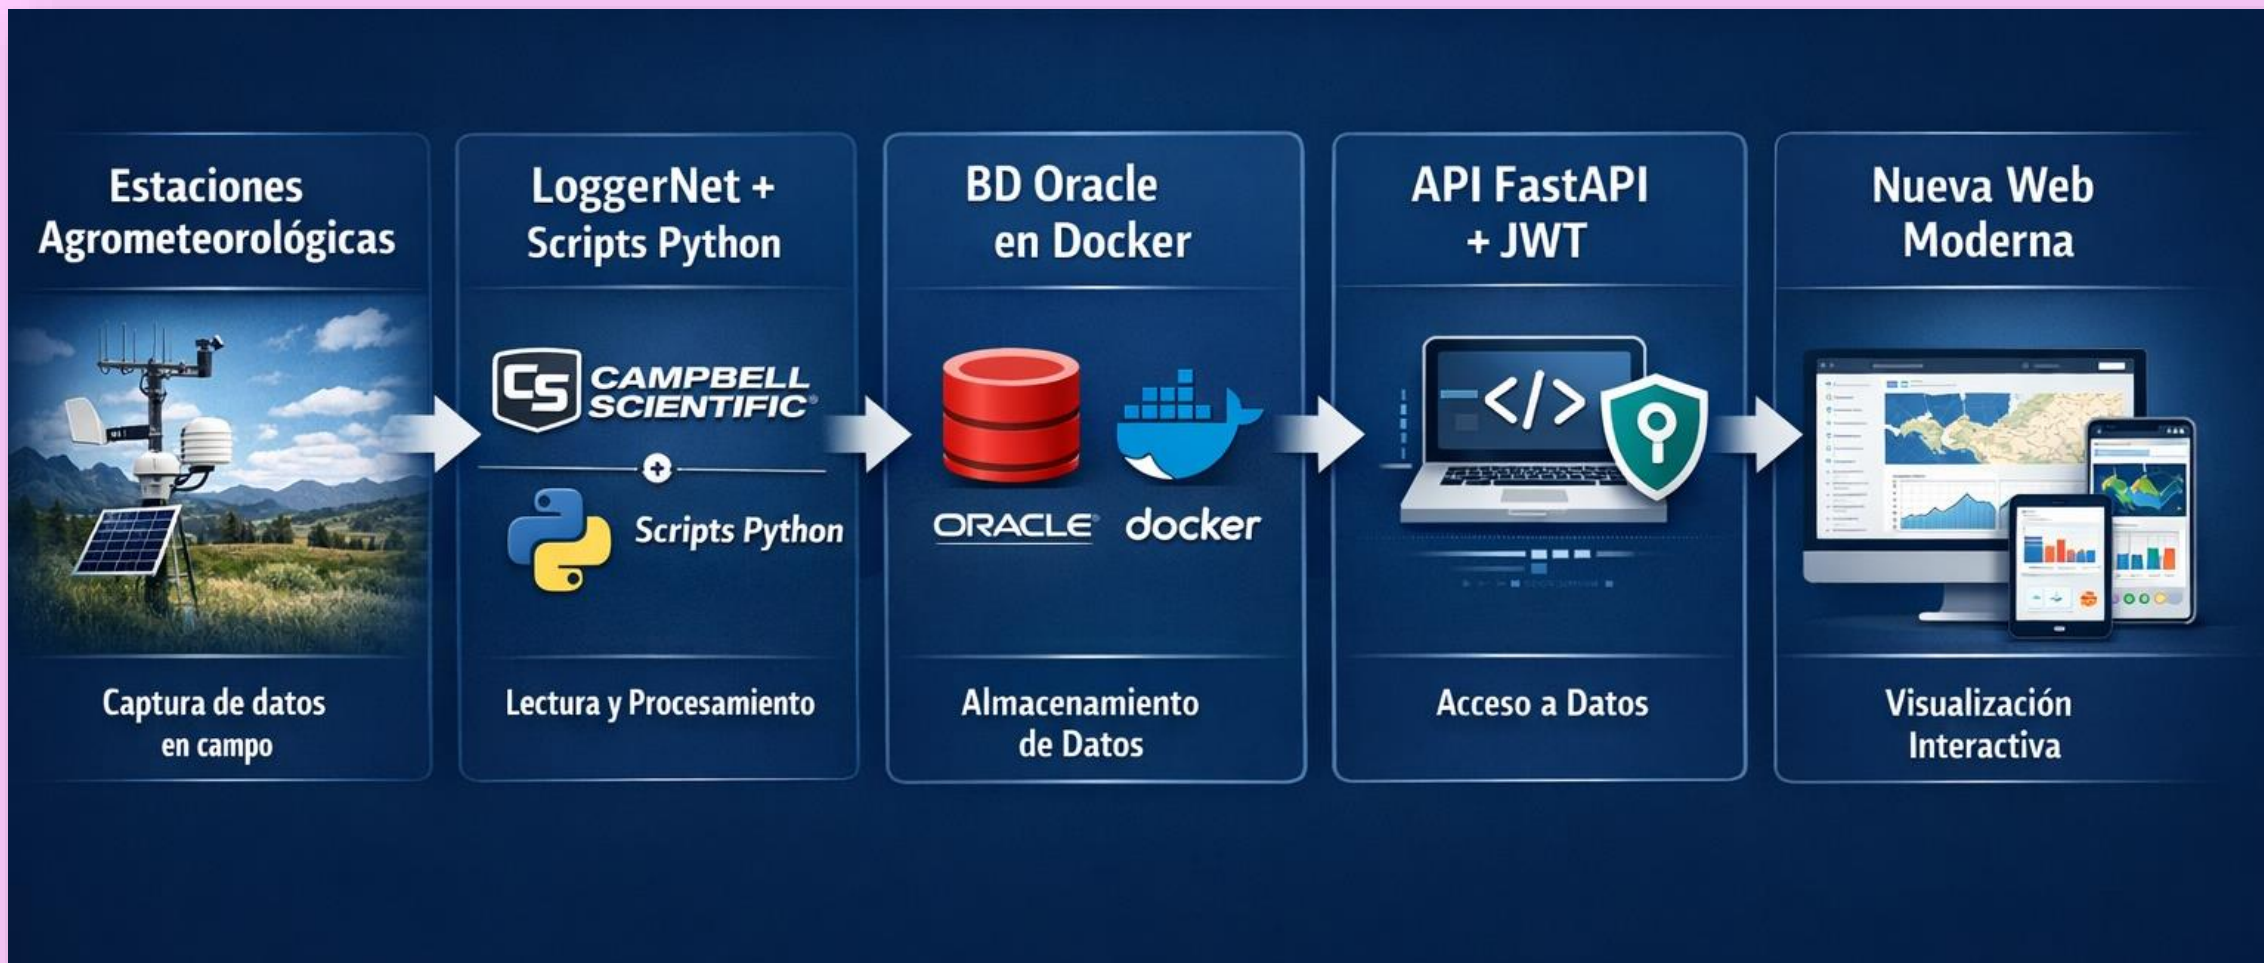 Estaciones
Agrometeorológicas
Captura de datos
en campo
LoggerNet +
Scripts Python
CS
CAMPBELL
SCIENTIFIC®
+
Scripts Python
Lectura y Procesamiento
BD Oracle
en Docker
ORACLE®
docker
Almacenamiento
de Datos
API FastAPI
+ JWT
</>
Acceso a Datos
Nueva Web
Moderna
Visualización
Interactiva